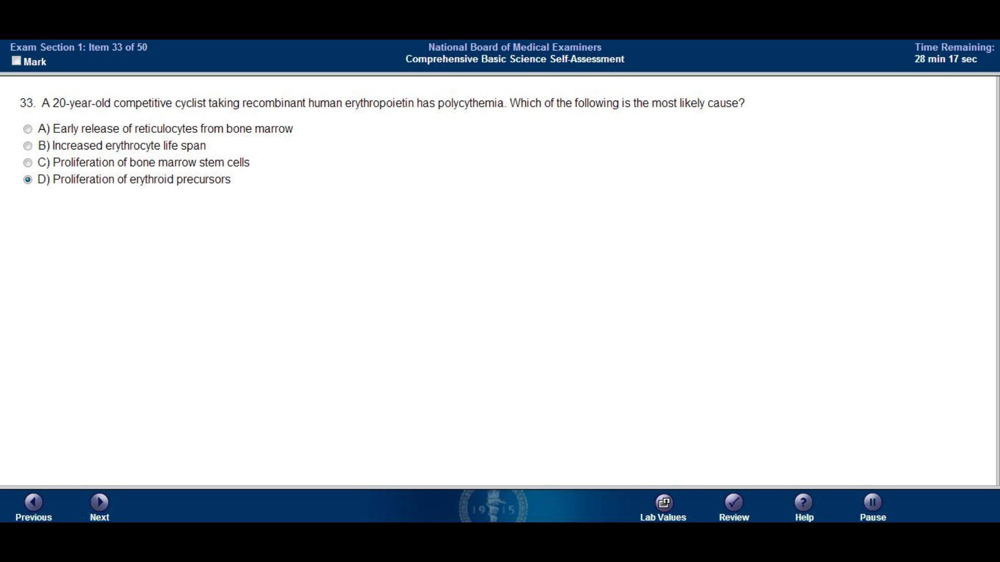 Exam Section 1: Item 33 of 50
National Board of Medical Examiners
Time Remaining:
Mark
Comprehensive Basic Science Self-Assessment
28 min 17 sec
33. A 20-year-old competitive cyclist taking recombinant human erythropoietin has polycythemia. Which of the following is the most likely cause?
A) Early release of reticulocytes from bone marrow
B) Increased erythrocyte life span
C) Proliferation of bone marrow stem cells
D) Proliferation of erythroid precursors
1915
Previous
Next
Lab Values
Review
Help
Pause